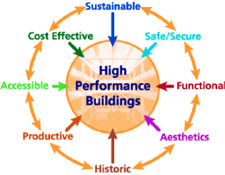 Sustainable
Cost Effective
Safe/Secure
High
Performance
Buildings
Accessible
Functional
Productive
Aesthetics
Historic